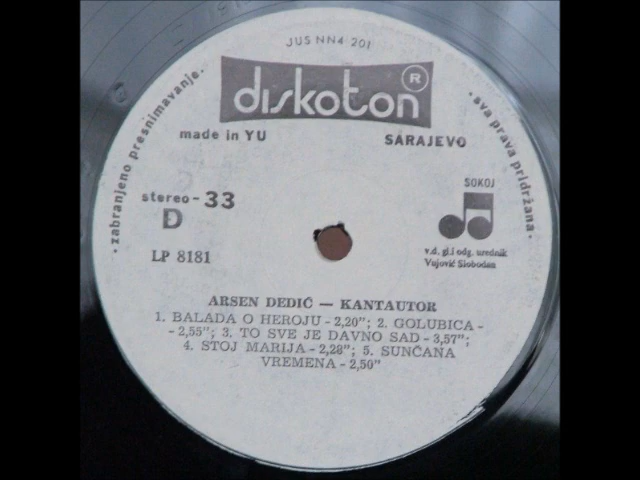 JUS NN4 201
diskoton ®
made in YU
SARAJEVO
· zabranjeno presnimavanje ·
· sva prava pridržana ·
stereo - 33
D
SOKOJ
LP 8181
v.d. gl.i odg. urednik
Vujović Slobodan
ARSEN DEDIĆ — KANTAUTOR
1. BALADA O HEROJU - 2,20"; 2. GOLUBICA -
- 2,55"; 3. TO SVE JE DAVNO SAD - 3,57";
4. STOJ MARIJA - 2,28"; 5. SUNČANA
VREMENA - 2,50"